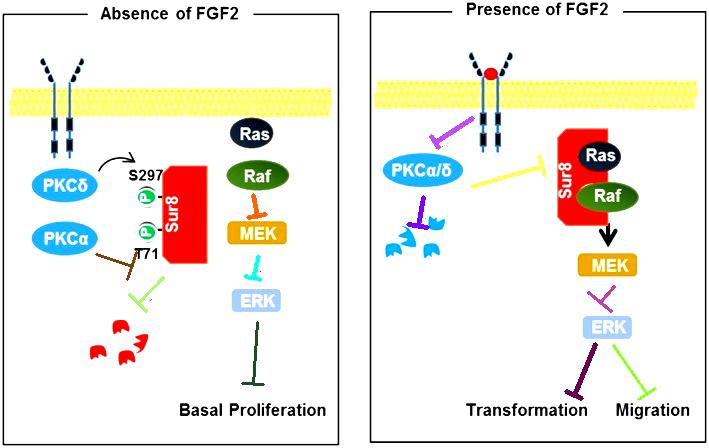 Absence of FGF2
Ras
PKCδ
S297
P
Sur8
Raf
PKCα
P
T71
MEK
ERK
Basal Proliferation
Presence of FGF2
PKCα/δ
Sur8
Ras
Raf
MEK
ERK
Transformation
Migration